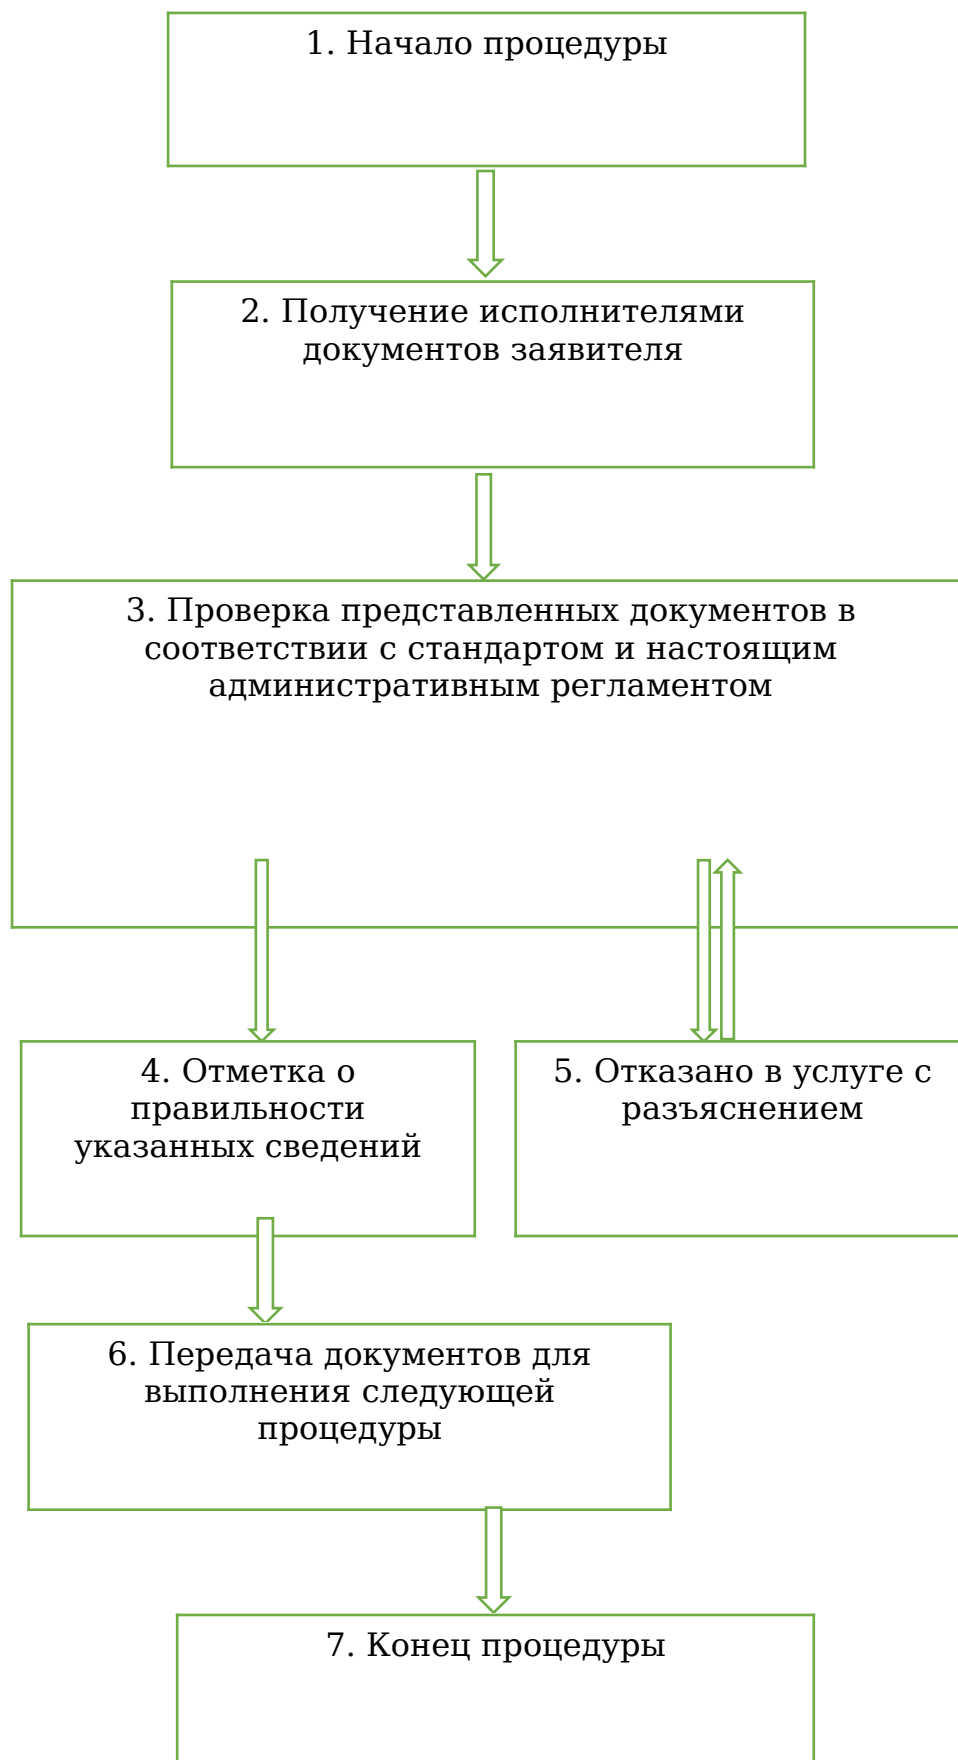 1. Начало процедуры
2. Получение исполнителями
документов заявителя
3. Проверка представленных документов в
соответствии с стандартом и настоящим
административным регламентом
4. Отметка о
правильности
указанных сведений
5. Отказано в услуге с
разъяснением
6. Передача документов для
выполнения следующей
процедуры
7. Конец процедуры